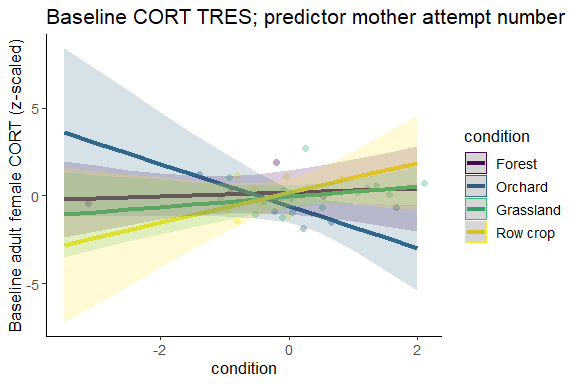 Baseline CORT TRES; predictor mother attempt number
Baseline adult female CORT (z-scaled)
5
0
-5
-2
0
2
condition
condition
Forest
Orchard
Grassland
Row crop